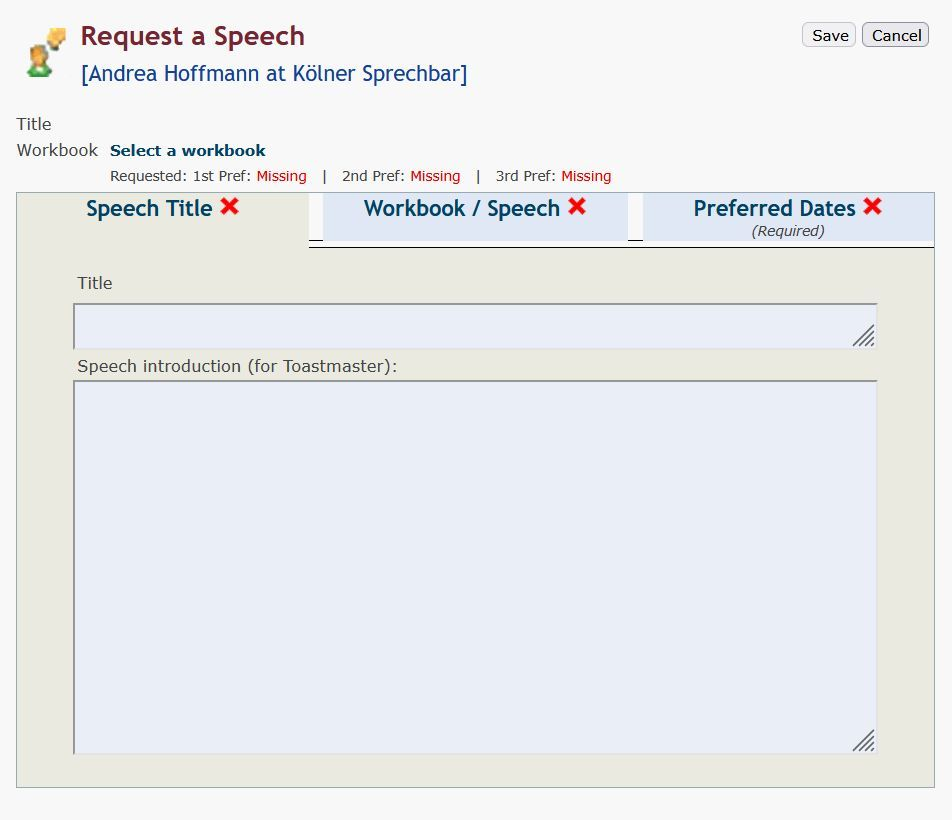 Request a Speech
Save
Cancel
[Andrea Hoffmann at Kölner Sprechbar]
Title
Workbook Select a workbook
Requested: 1st Pref: Missing | 2nd Pref: Missing | 3rd Pref: Missing
Speech Title
Workbook / Speech
Preferred Dates
(Required)
Title
Speech introduction (for Toastmaster):